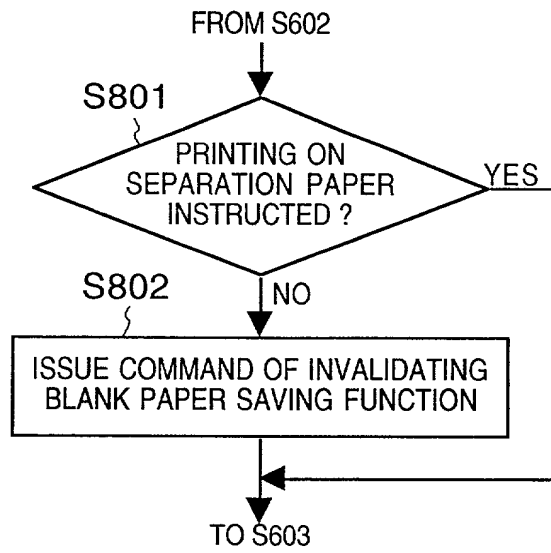 FROM S602
S801
PRINTING ON
SEPARATION PAPER
INSTRUCTED ?
YES
S802
NO
ISSUE COMMAND OF INVALIDATING
BLANK PAPER SAVING FUNCTION
TO S603